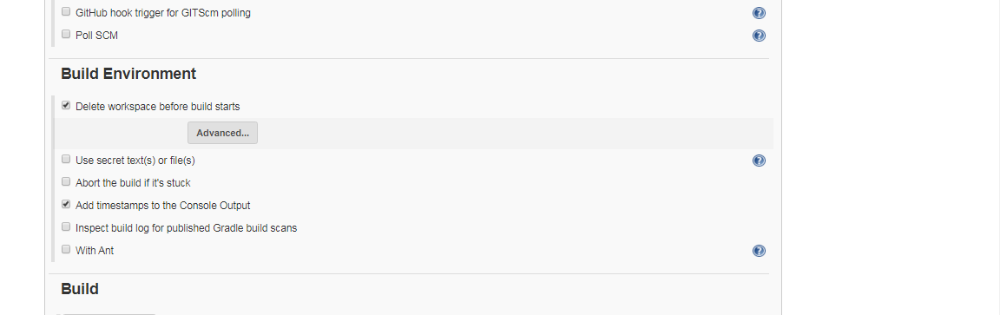 GitHub hook trigger for GITScm polling
Poll SCM
Build Environment
Delete workspace before build starts
Advanced...
Use secret text(s) or file(s)
Abort the build if it's stuck
Add timestamps to the Console Output
Inspect build log for published Gradle build scans
With Ant
Build